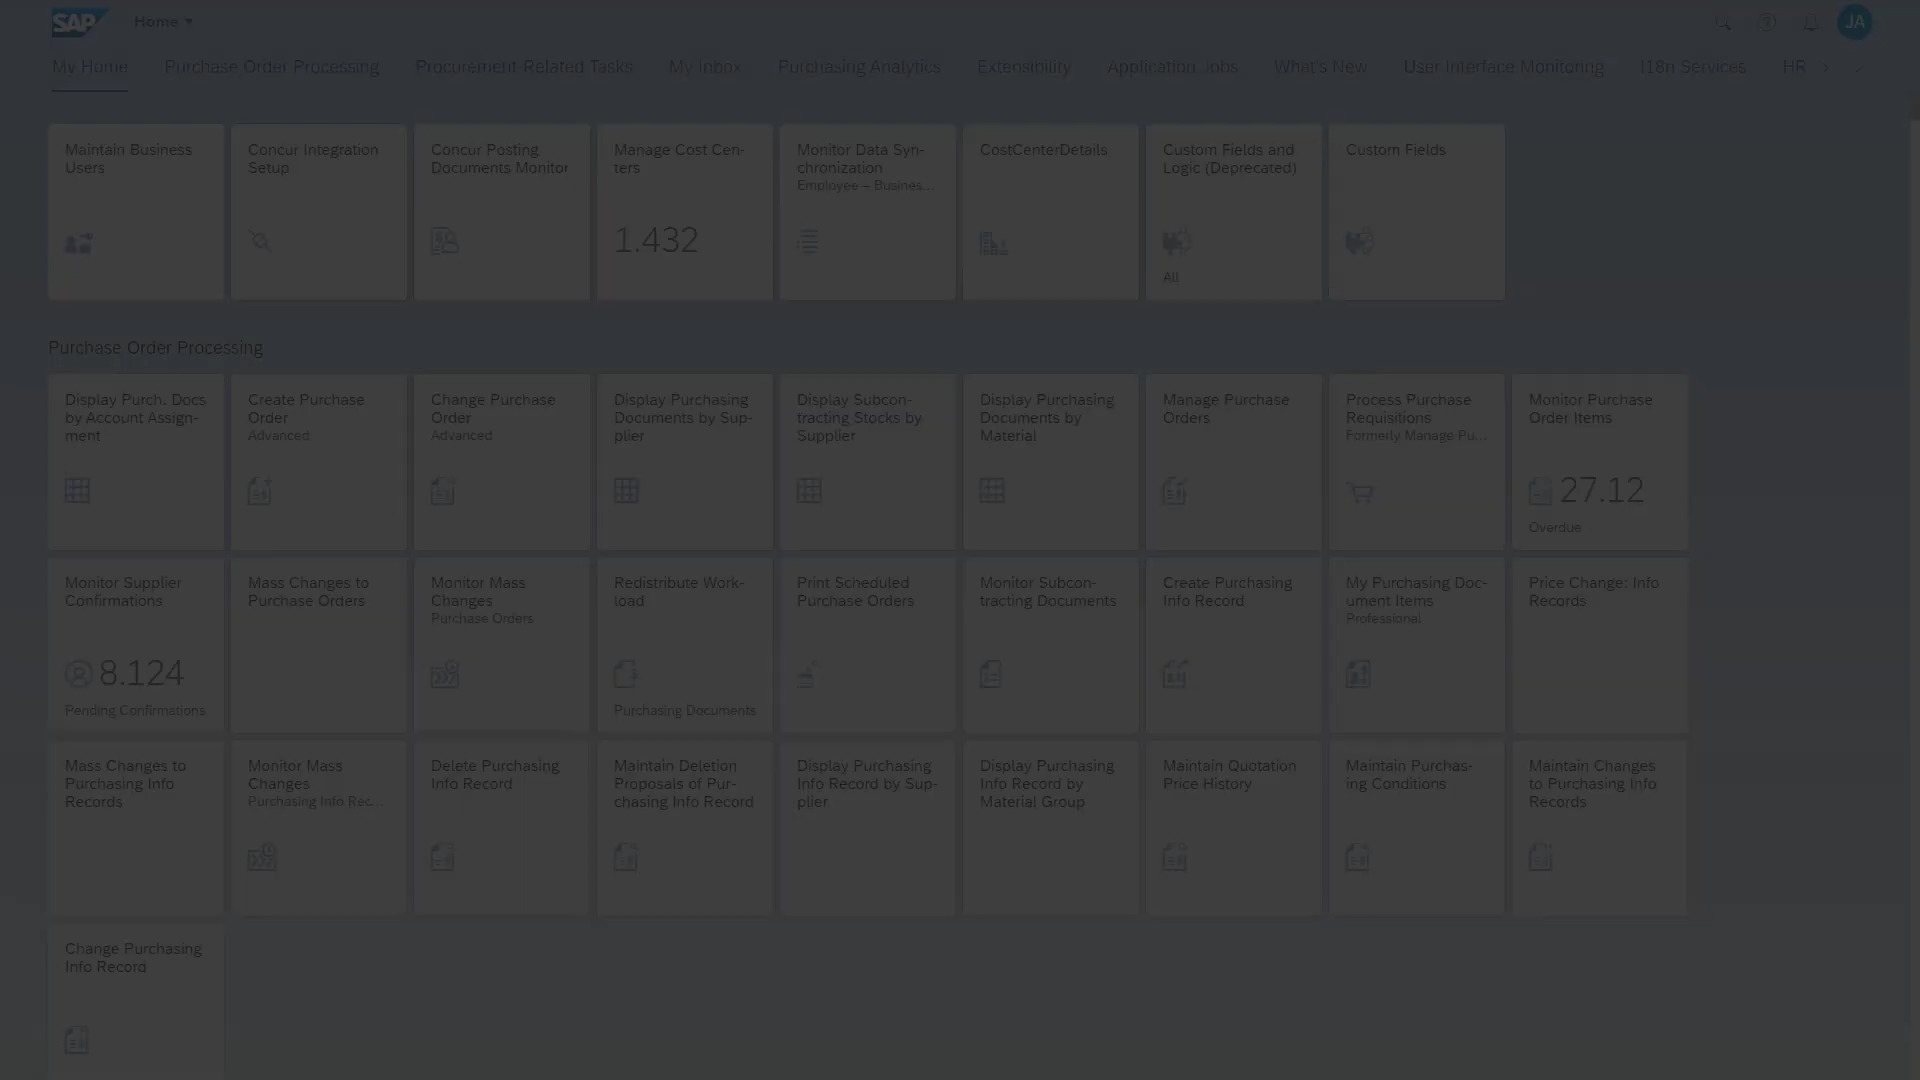 SAP Home
JA
My Home Purchase Order Processing Procurement-Related Tasks My Inbox Purchasing Analytics Extensibility Application Jobs What's New User Interface Monitoring I18n Services HR
Maintain Business
Users
Concur Integration
Setup
Concur Posting
Documents Monitor
Manage Cost Cen-
ters
1.432
Monitor Data Syn-
chronization
Employee – Busines...
CostCenterDetails
Custom Fields and
Logic (Deprecated)
All
Custom Fields
Purchase Order Processing
Display Purch. Docs
by Account Assign-
ment
Create Purchase
Order
Advanced
Change Purchase
Order
Advanced
Display Purchasing
Documents by Sup-
plier
Display Subcon-
tracting Stocks by
Supplier
Display Purchasing
Documents by
Material
Manage Purchase
Orders
Process Purchase
Requisitions
Formerly Manage Pu...
Monitor Purchase
Order Items
27.12
Overdue
Monitor Supplier
Confirmations
8.124
Pending Confirmations
Mass Changes to
Purchase Orders
Monitor Mass
Changes
Purchase Orders
Redistribute Work-
load
Purchasing Documents
Print Scheduled
Purchase Orders
Monitor Subcon-
tracting Documents
Create Purchasing
Info Record
My Purchasing Doc-
ument Items
Professional
Price Change: Info
Records
Mass Changes to
Purchasing Info
Records
Monitor Mass
Changes
Purchasing Info Rec...
Delete Purchasing
Info Record
Maintain Deletion
Proposals of Pur-
chasing Info Record
Display Purchasing
Info Record by Sup-
plier
Display Purchasing
Info Record by
Material Group
Maintain Quotation
Price History
Maintain Purchas-
ing Conditions
Maintain Changes
to Purchasing Info
Records
Change Purchasing
Info Record